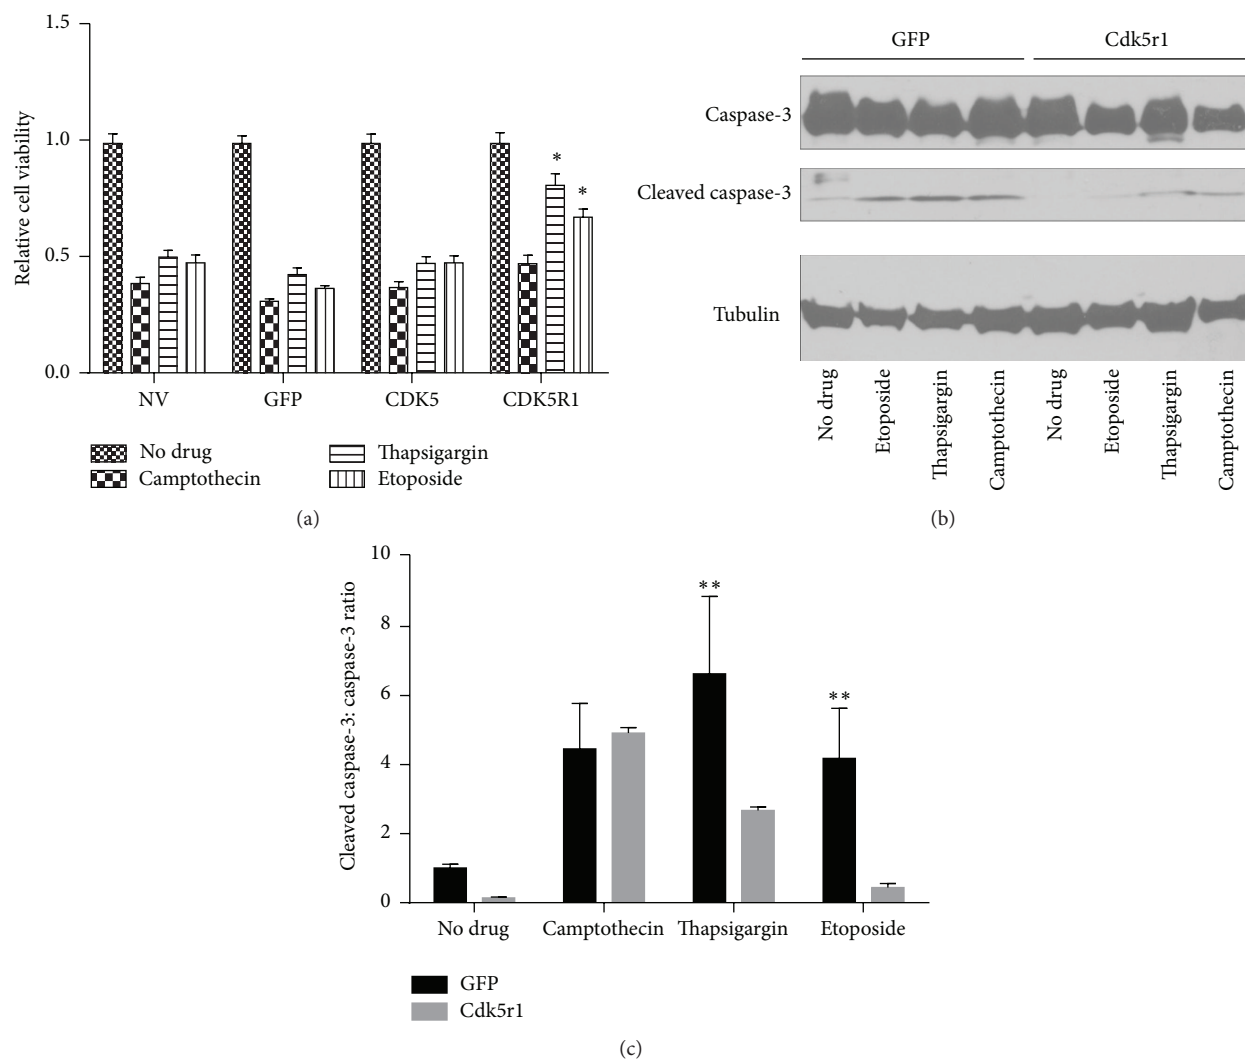 1.5
1.0
0.5
0.0
Relative cell viability
*
*
NV
GFP
CDK5
CDK5R1
No drug
Thapsigargin
Camptothecin
Etoposide
(a)
GFP
Cdk5r1
Caspase-3
Cleaved caspase-3
Tubulin
No drug
Etoposide
Thapsigargin
Camptothecin
No drug
Etoposide
Thapsigargin
Camptothecin
(b)
10
8
6
4
2
0
Cleaved caspase-3: caspase-3 ratio
**
**
No drug
Camptothecin
Thapsigargin
Etoposide
GFP
Cdk5r1
(c)